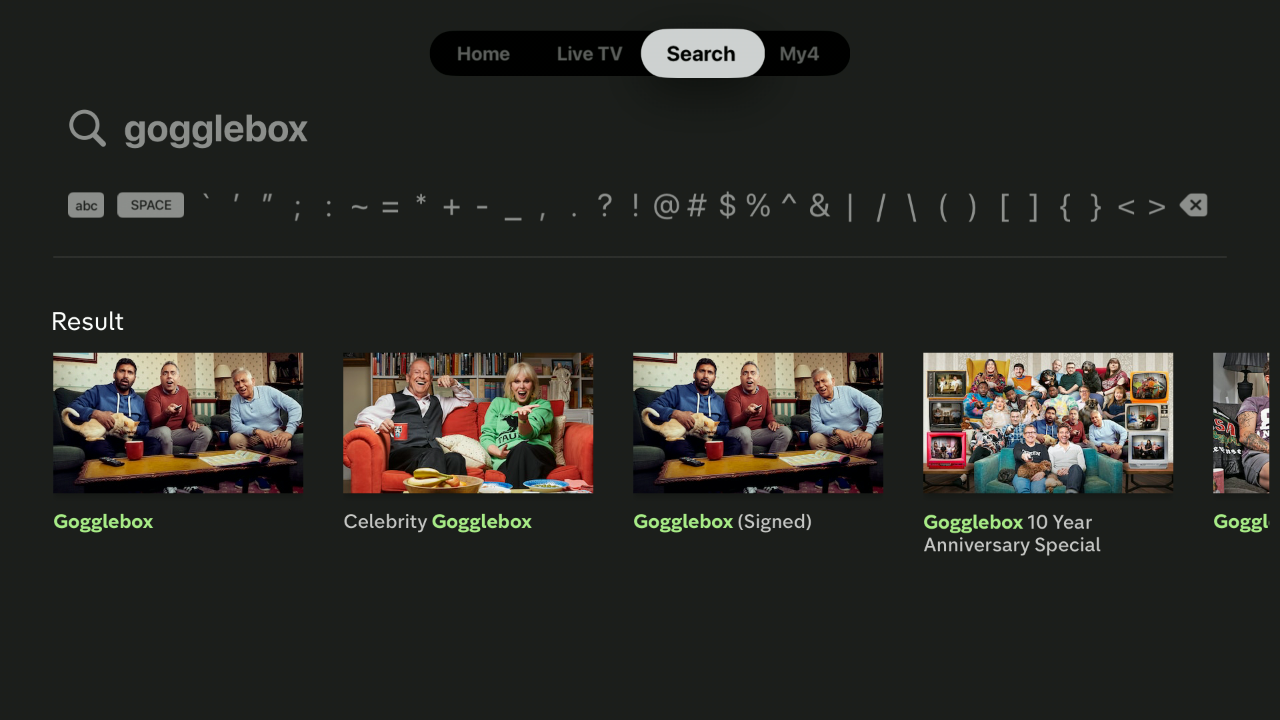 Home Live TV Search My4
gogglebox
abc SPACE ` ′ ″ ; : ~ = * + - _ , . ? ! @ # $ % ^ & | / \ ( ) [ ] { } < >
Result
Gogglebox
Celebrity Gogglebox
Gogglebox (Signed)
Gogglebox 10 Year
Anniversary Special
Goggl